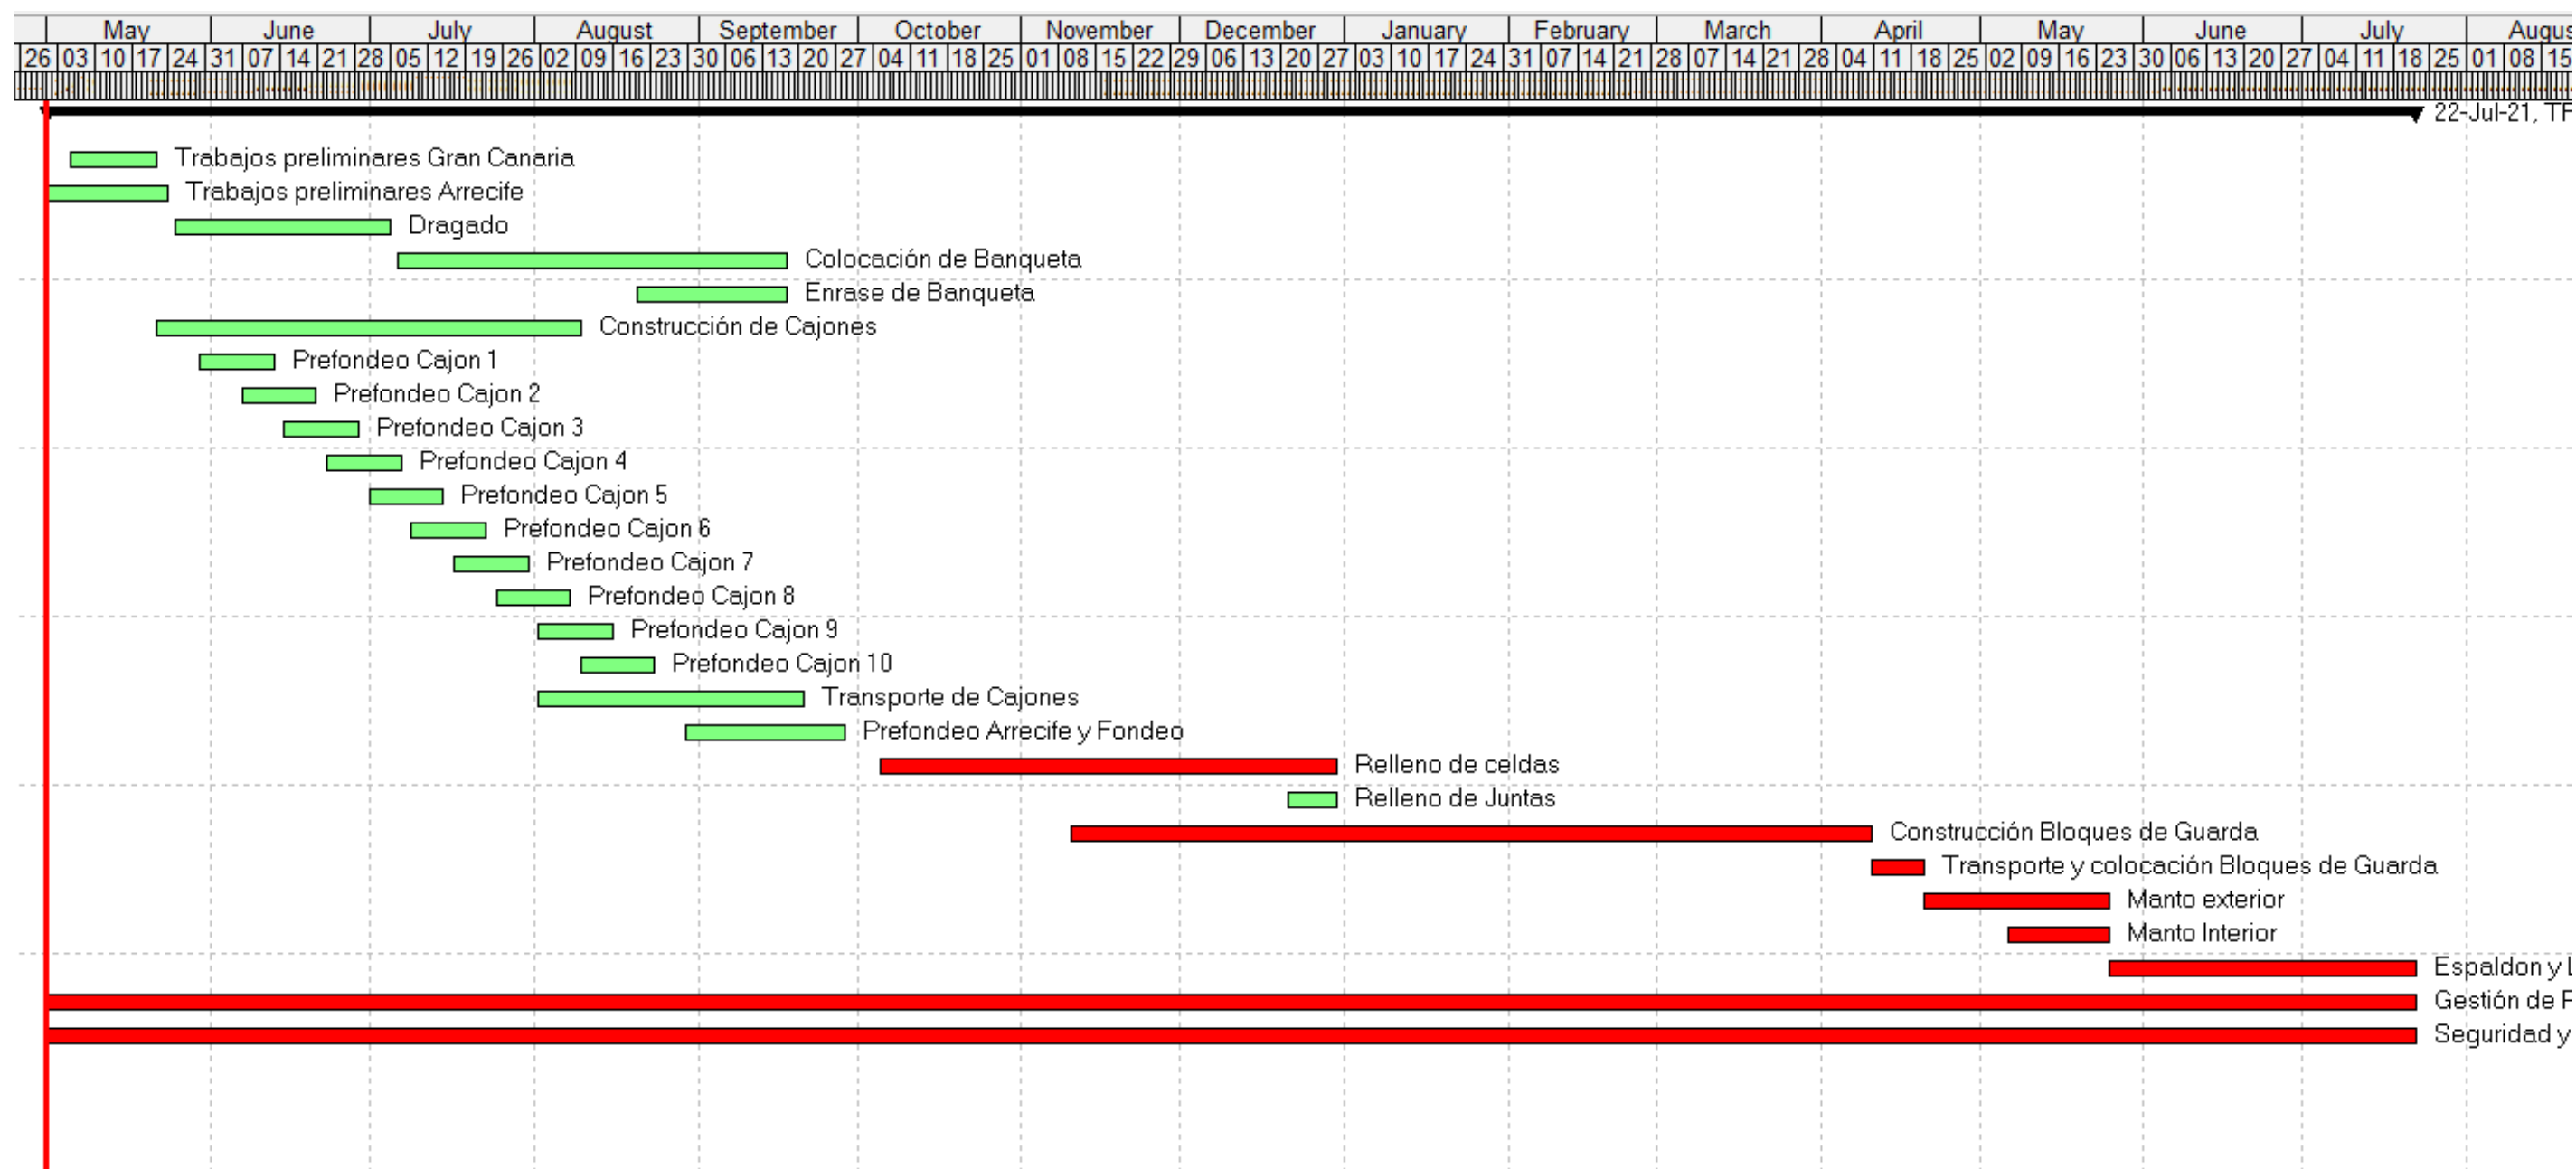 May June July August September October November December January February March April May June July Augus
26 03 10 17 24 31 07 14 21 28 05 12 19 26 02 09 16 23 30 06 13 20 27 04 11 18 25 01 08 15 22 29 06 13 20 27 03 10 17 24 31 07 14 21 28 07 14 21 28 04 11 18 25 02 09 16 23 30 06 13 20 27 04 11 18 25 01 08 15
22-Jul-21, TF
Trabajos preliminares Gran Canaria
Trabajos preliminares Arrecife
Dragado
Colocación de Banqueta
Enrase de Banqueta
Construcción de Cajones
Prefondeo Cajon 1
Prefondeo Cajon 2
Prefondeo Cajon 3
Prefondeo Cajon 4
Prefondeo Cajon 5
Prefondeo Cajon 6
Prefondeo Cajon 7
Prefondeo Cajon 8
Prefondeo Cajon 9
Prefondeo Cajon 10
Transporte de Cajones
Prefondeo Arrecife y Fondeo
Relleno de celdas
Relleno de Juntas
Construcción Bloques de Guarda
Transporte y colocación Bloques de Guarda
Manto exterior
Manto Interior
Espaldon y
Gestión de
Seguridad y